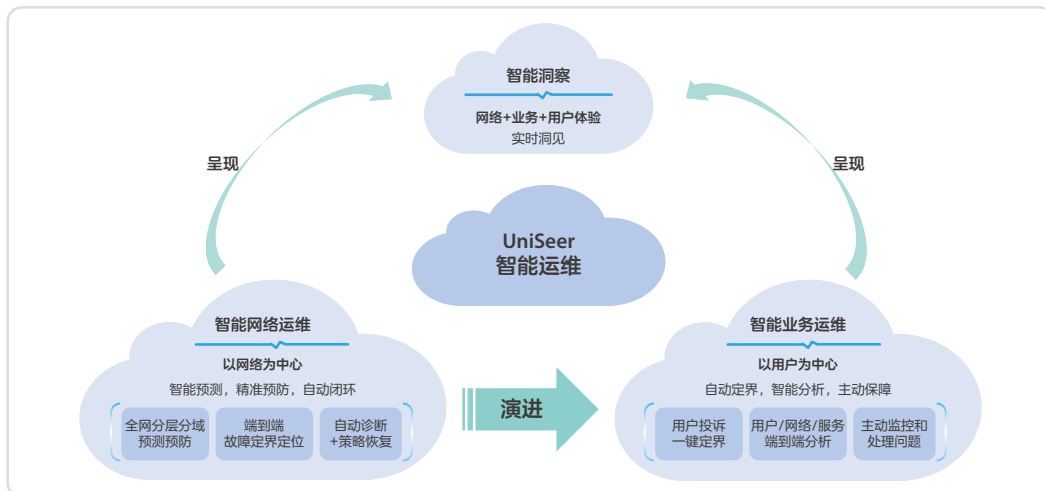 智能洞察
网络+业务+用户体验
实时洞见
呈现
呈现
UniSeer
智能运维
智能网络运维
以网络为中心
智能预测，精准预防，自动闭环
全网分层分域
预测预防
端到端
故障定界定位
自动诊断
+策略恢复
演进
智能业务运维
以用户为中心
自动定界，智能分析，主动保障
用户投诉
一键定界
用户/网络/服务
端到端分析
主动监控和
处理问题